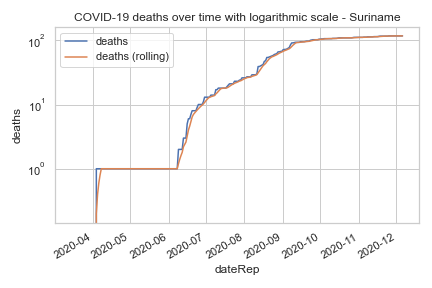 COVID-19 deaths over time with logarithmic scale - Suriname
deaths
deaths (rolling)
10²
10¹
10⁰
deaths
2020-04
2020-05
2020-06
2020-07
2020-08
2020-09
2020-10
2020-11
2020-12
dateRep